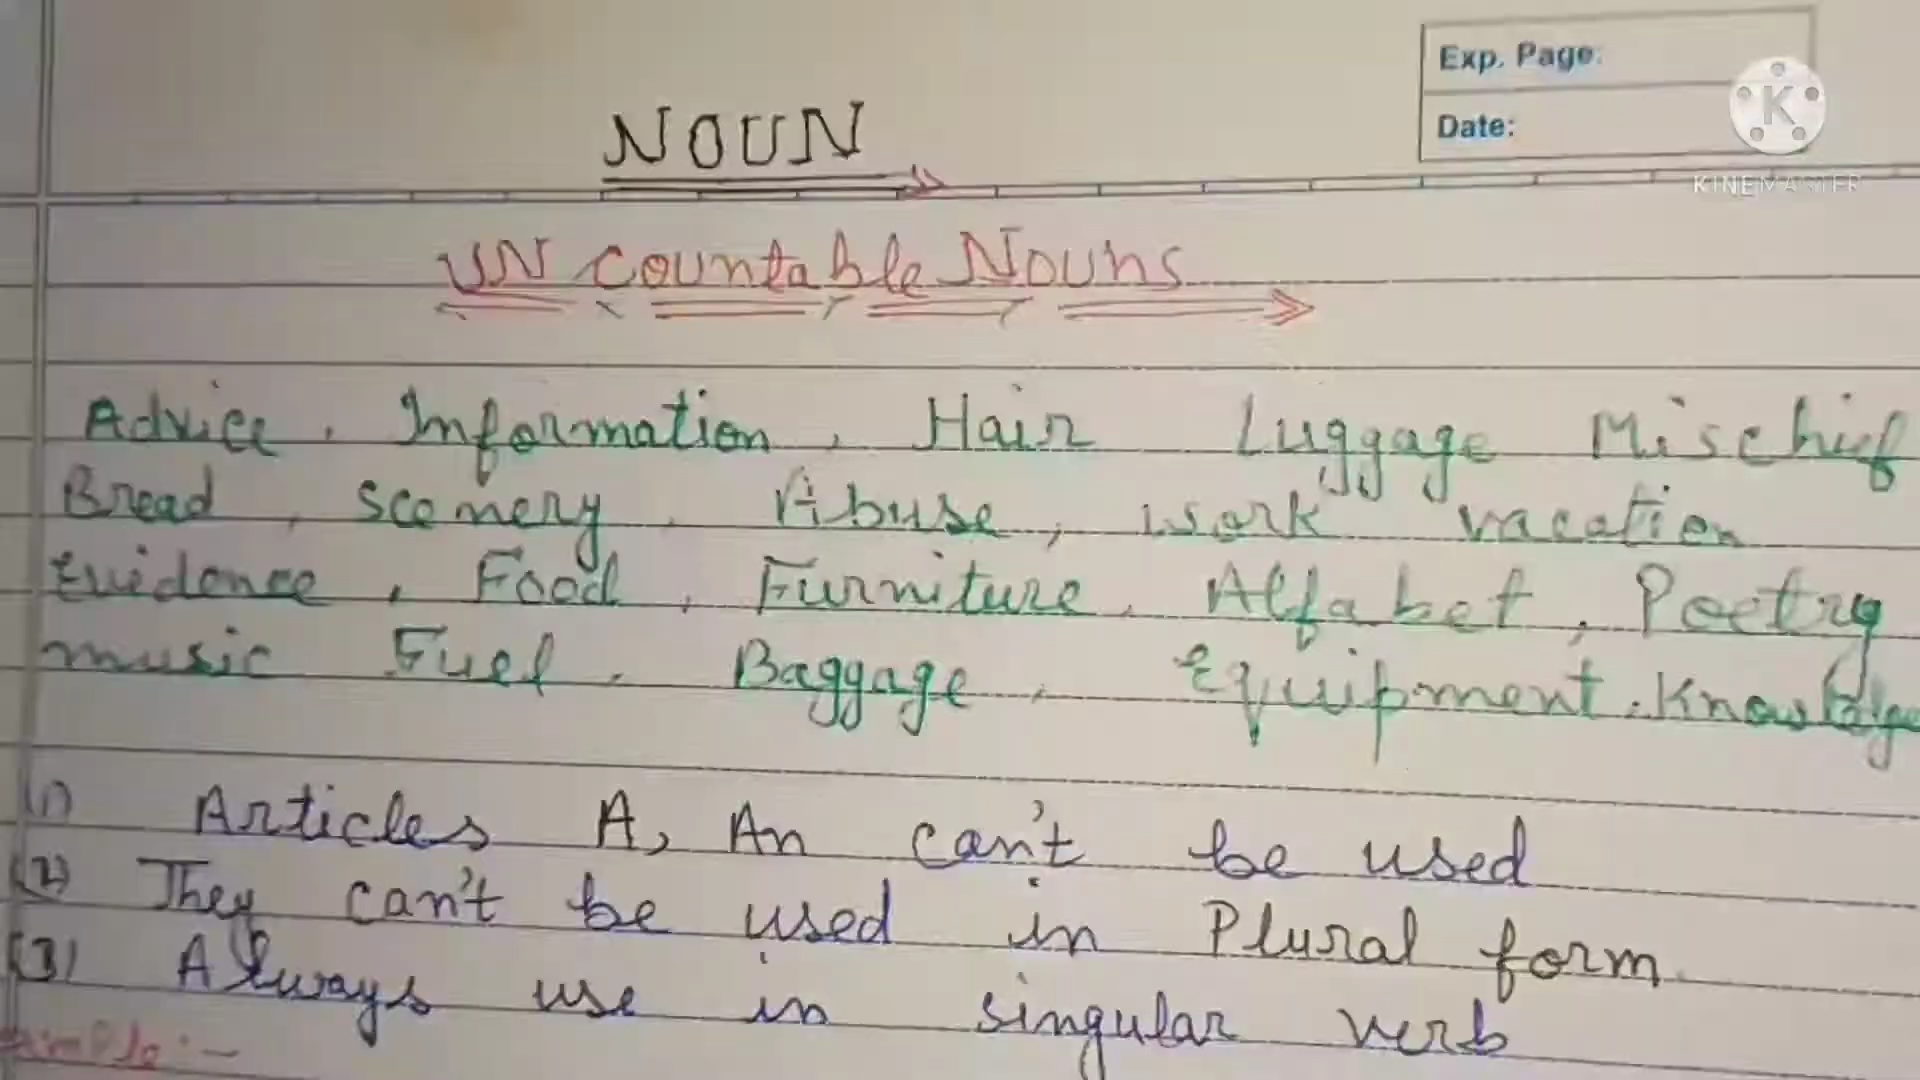 Exp. Page:
Date:
KINEMASTER
NOUN
UN Countable Nouns
Advice, Information, Hair Luggage Mischief
Bread, Scenery, Abuse, work vacation
Evidence, Food, Furniture, Alfabet, Poetry
music Fuel, Baggage, Equipment, Knowledge
(1) Articles A, An can't be used
(2) They can't be used in Plural form.
(3) Always use in singular verb